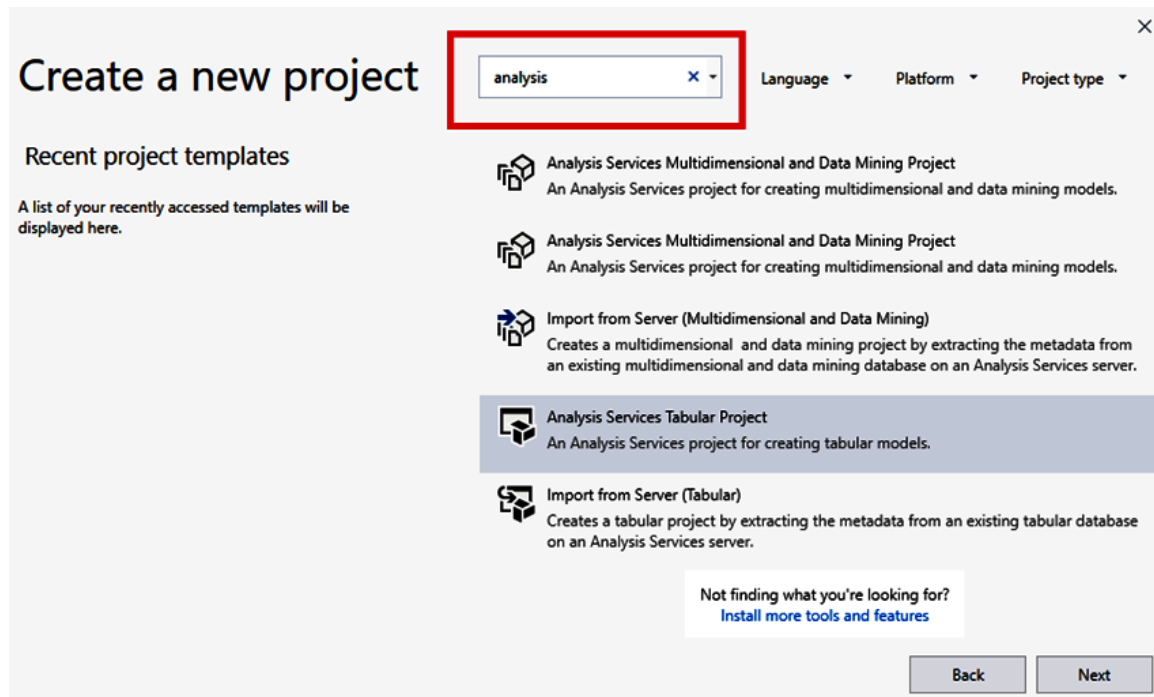 Create a new project
analysis
Language
Platform
Project type
Recent project templates
A list of your recently accessed templates will be
displayed here.
Analysis Services Multidimensional and Data Mining Project
An Analysis Services project for creating multidimensional and data mining models.
Analysis Services Multidimensional and Data Mining Project
An Analysis Services project for creating multidimensional and data mining models.
Import from Server (Multidimensional and Data Mining)
Creates a multidimensional and data mining project by extracting the metadata from
an existing multidimensional and data mining database on an Analysis Services server.
Analysis Services Tabular Project
An Analysis Services project for creating tabular models.
Import from Server (Tabular)
Creates a tabular project by extracting the metadata from an existing tabular database
on an Analysis Services server.
Not finding what you're looking for?
Install more tools and features
Back
Next